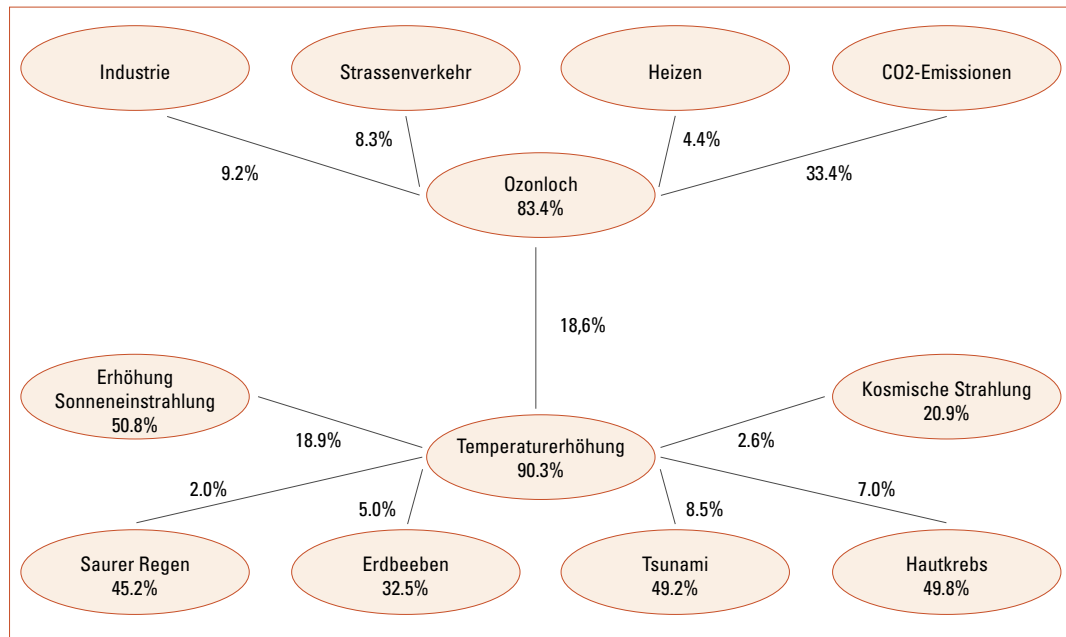 Industrie
Strassenverkehr
Heizen
CO2-Emissionen
8.3%
4.4%
9.2%
33.4%
Ozonloch
83.4%
18,6%
Erhöhung
Sonneneinstrahlung
50.8%
Kosmische Strahlung
20.9%
18.9%
Temperaturerhöhung
90.3%
2.6%
2.0%
5.0%
8.5%
7.0%
Saurer Regen
45.2%
Erdbeeben
32.5%
Tsunami
49.2%
Hautkrebs
49.8%